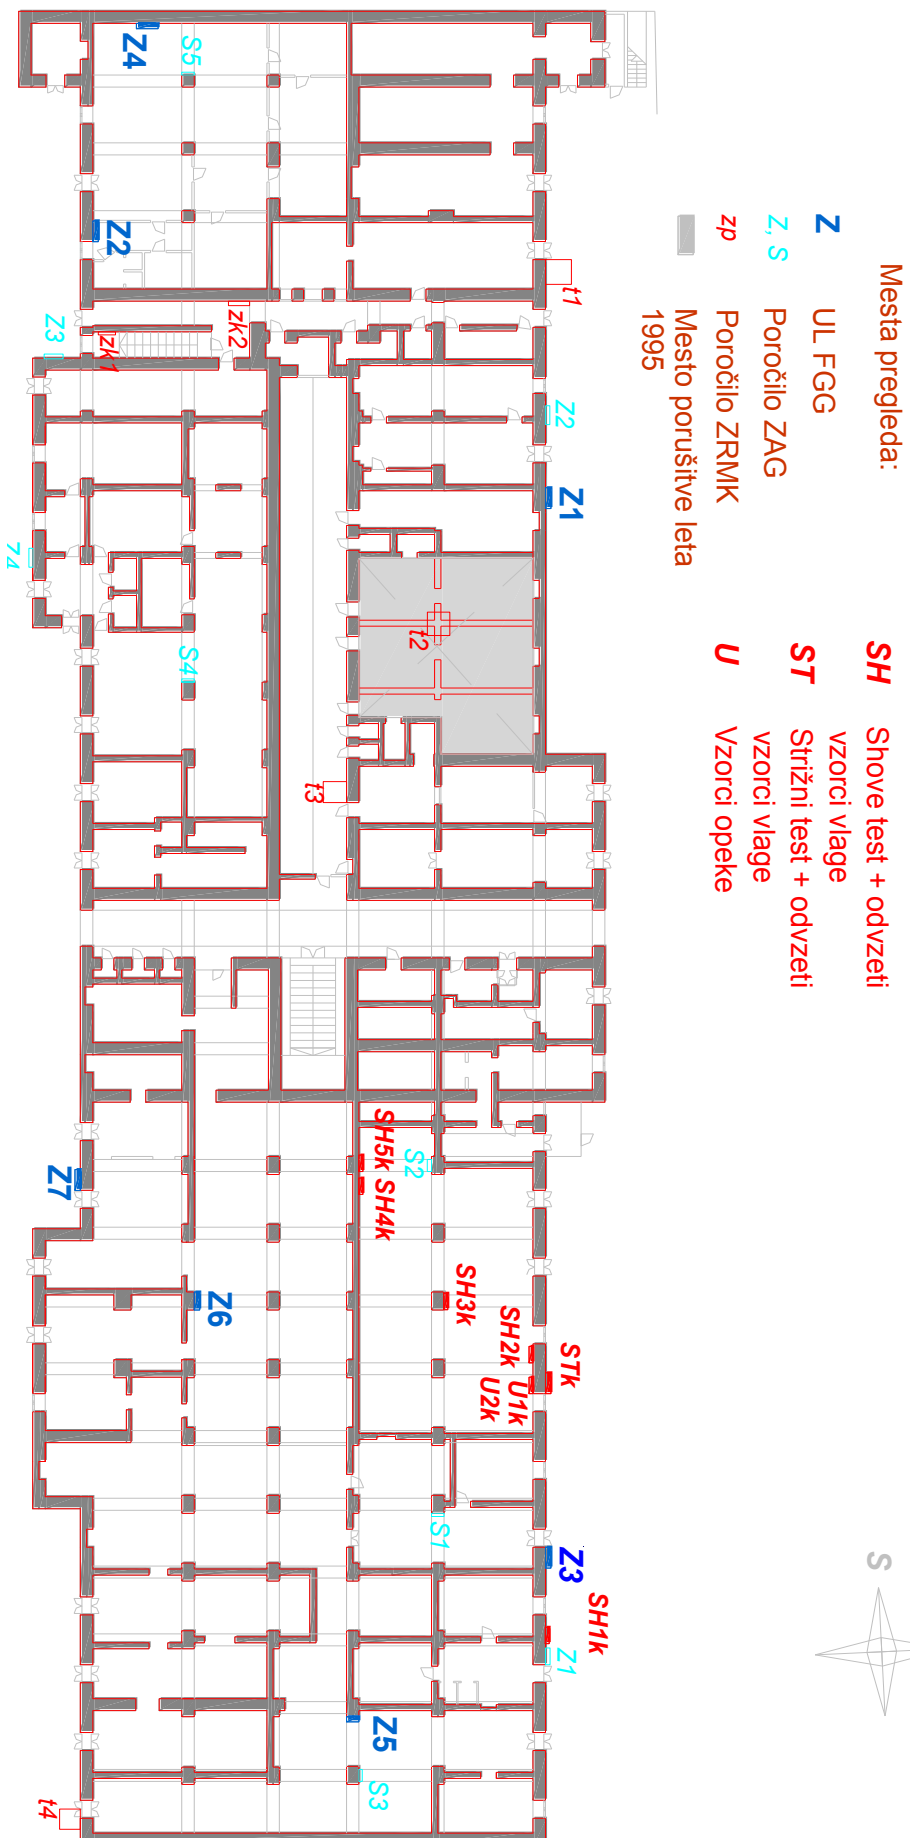 Mesta pregleda:
Z UL FGG
Z, S Poročilo ZAG
zp Poročilo ZRMK
Mesto porušitve leta
1995
SH Shove test + odvzeti
vzorci vlage
ST Strižni test + odvzeti
vzorci vlage
U Vzorci opeke
S
t1
Z2
Z1
STk
Z3
SH1k
Z1
SH2k
U1k
U2k
SH3k
S1
t2
S2
SH5k
SH4k
Z5
S3
t3
zk2
Z6
S5
S4
Z4
Z2
zk1
Z3
Z4
Z7
t4